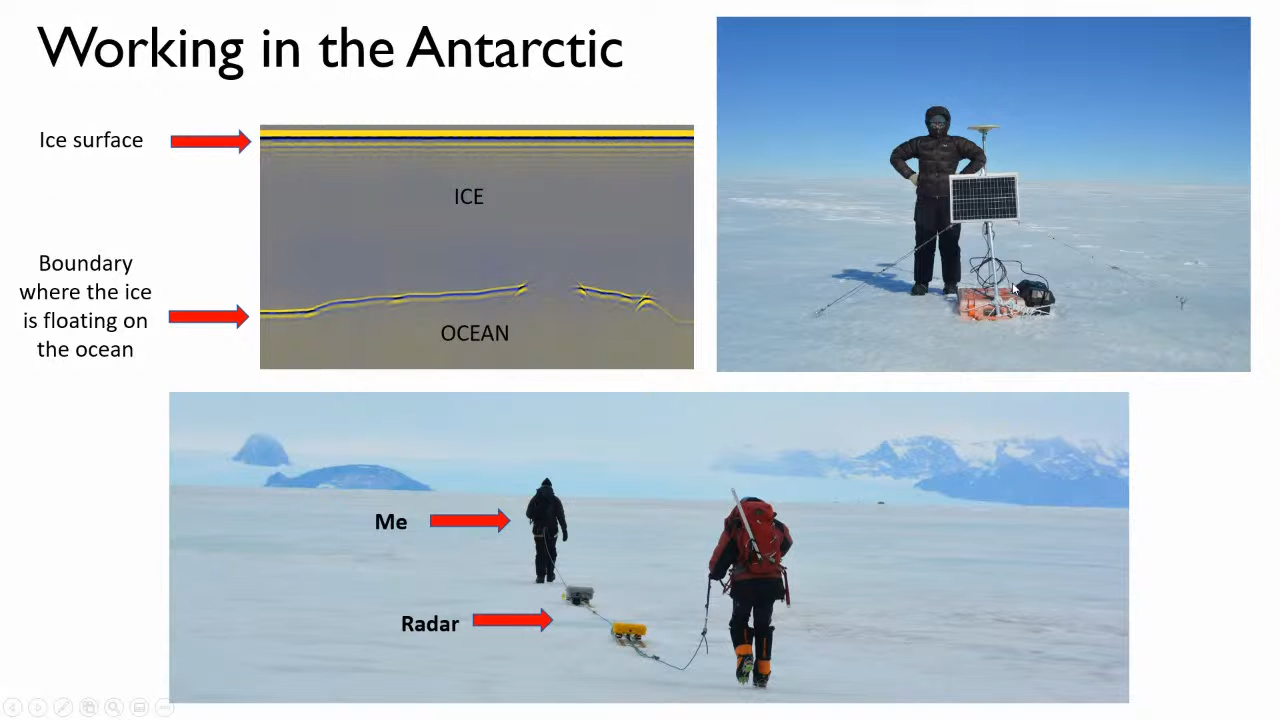 Working in the Antarctic
Ice surface
ICE
Boundary
where the ice
is floating on
the ocean
OCEAN
Me
Radar